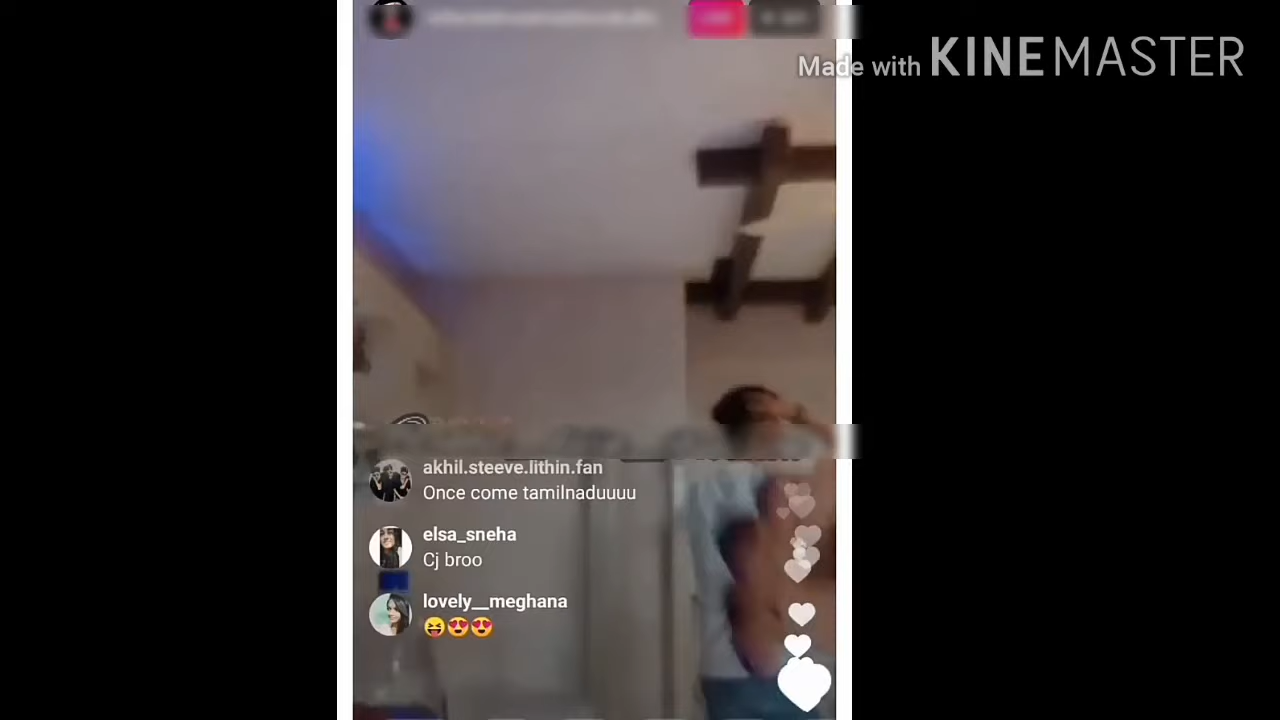 Made with KINEMASTER
akhil.steeve.lithin.fan
Once come tamilnaduuuu
elsa_sneha
Cj broo
lovely__meghana
😝😍😍